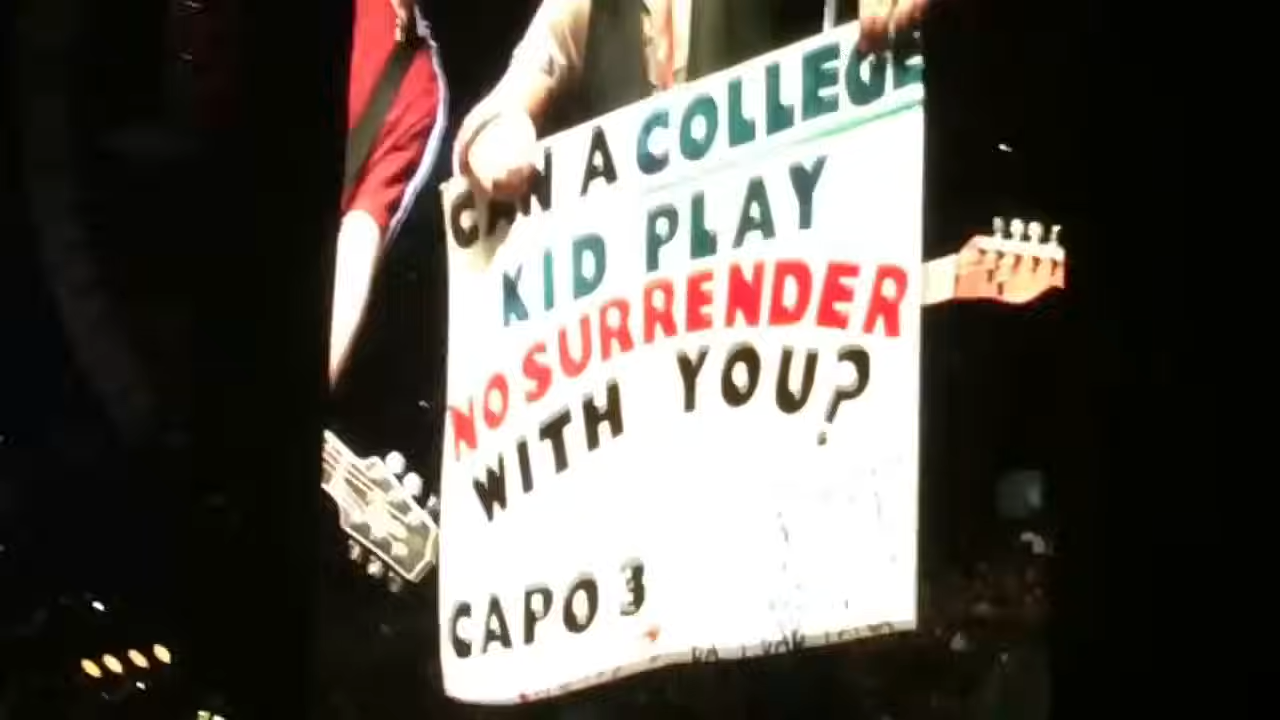 CAN A COLLEGE
KID PLAY
NO SURRENDER
WITH YOU?
CAPO 3